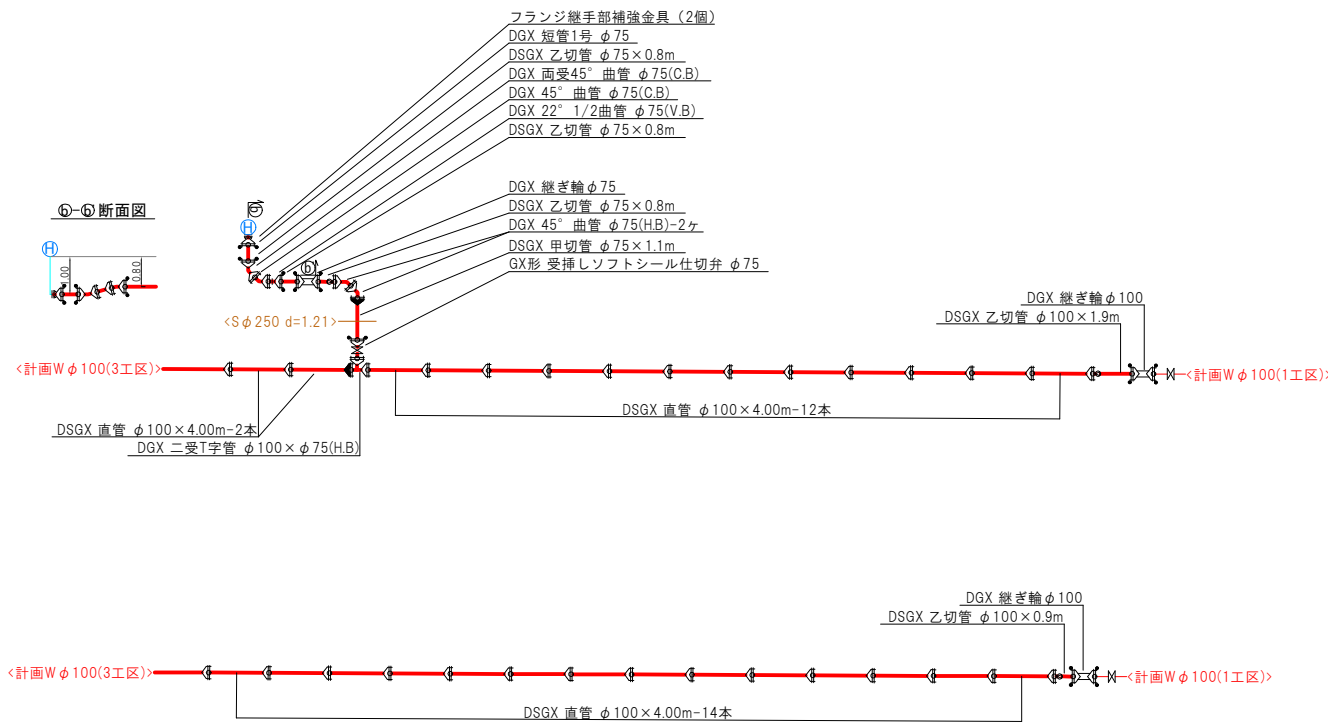 フランジ継手部補強金具（2個）
DGX 短管1号 φ75
DSGX 乙切管 φ75×0.8m
DGX 両受45° 曲管 φ75(C.B)
DGX 45° 曲管 φ75(C.B)
DGX 22° 1/2曲管 φ75(V.B)
DSGX 乙切管 φ75×0.8m
DGX 継ぎ輪φ75
DSGX 乙切管 φ75×0.8m
DGX 45° 曲管 φ75(H.B)-2ヶ
DSGX 甲切管 φ75×1.1m
GX形 受挿しソフトシール仕切弁 φ75
⑥-⑥'断面図
H
1.00
0.80
⑥'
H
⑥
<Sφ250 d=1.21>
DGX 継ぎ輪φ100
DSGX 乙切管 φ100×1.9m
<計画Wφ100(3工区)>
<計画Wφ100(1工区)>
DSGX 直管 φ100×4.00m-12本
DSGX 直管 φ100×4.00m-2本
DGX 二受T字管 φ100×φ75(H.B)
DGX 継ぎ輪φ100
DSGX 乙切管 φ100×0.9m
<計画Wφ100(3工区)>
<計画Wφ100(1工区)>
DSGX 直管 φ100×4.00m-14本